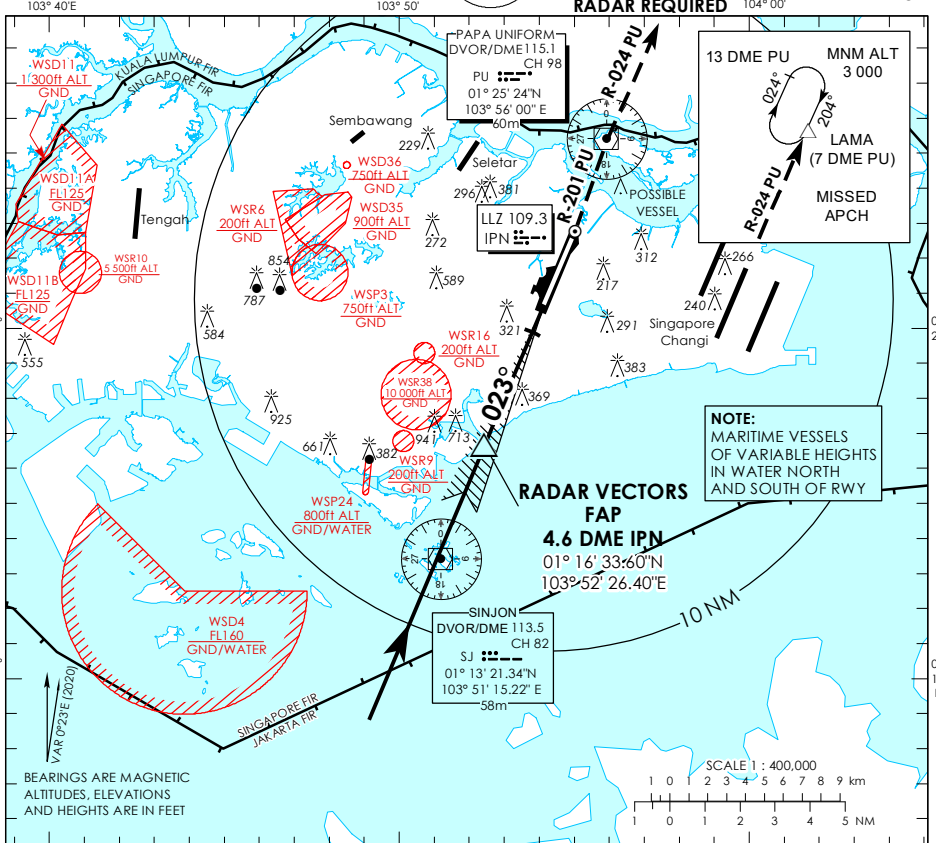 103° 40'E
103° 50'
RADAR REQUIRED
104° 00'
WSD11
1 300ft ALT
GND
KUALA LUMPUR FIR
SINGAPORE FIR
PAPA UNIFORM
DVOR/DME 115.1
CH 98
PU
01° 25' 24"N
103° 56' 00" E
60m
R-024 PU
13 DME PU
MNM ALT
3 000
024°
204°
LAMA
(7 DME PU)
R-024 PU
MISSED
APCH
Sembawang
229
Seletar
WSD36
750ft ALT
GND
WSD11A
FL125
GND
Tengah
WSR6
200ft ALT
GND
WSD35
900ft ALT
GND
296
381
R-201 PU
0
9
18
27
POSSIBLE
VESSEL
LLZ 109.3
IPN
272
312
WSR10
5 500ft ALT
GND
854
787
589
217
266
WSD11B
FL125
GND
WSP3
750ft ALT
GND
240
584
321
291
Singapore
Changi
555
WSR16
200ft ALT
GND
383
WSR38
10 000ft ALT
GND
023°
369
925
941
713
661
382
WSR9
200ft ALT
GND
NOTE:
MARITIME VESSELS
OF VARIABLE HEIGHTS
IN WATER NORTH
AND SOUTH OF RWY
WSP24
800ft ALT
GND/WATER
RADAR VECTORS
FAP
4.6 DME IPN
01° 16' 33.60"N
103° 52' 26.40"E
0
9
18
27
10 NM
WSD4
FL160
GND/WATER
SINJON
DVOR/DME 113.5
CH 82
SJ
01° 13' 21.34"N
103° 51' 15.22" E
58m
SINGAPORE FIR
JAKARTA FIR
VAR 0°23'E (2020)
BEARINGS ARE MAGNETIC
ALTITUDES, ELEVATIONS
AND HEIGHTS ARE IN FEET
SCALE 1 : 400,000
1 0 1 2 3 4 5 6 7 8 9 km
1 0 1 2 3 4 5 NM